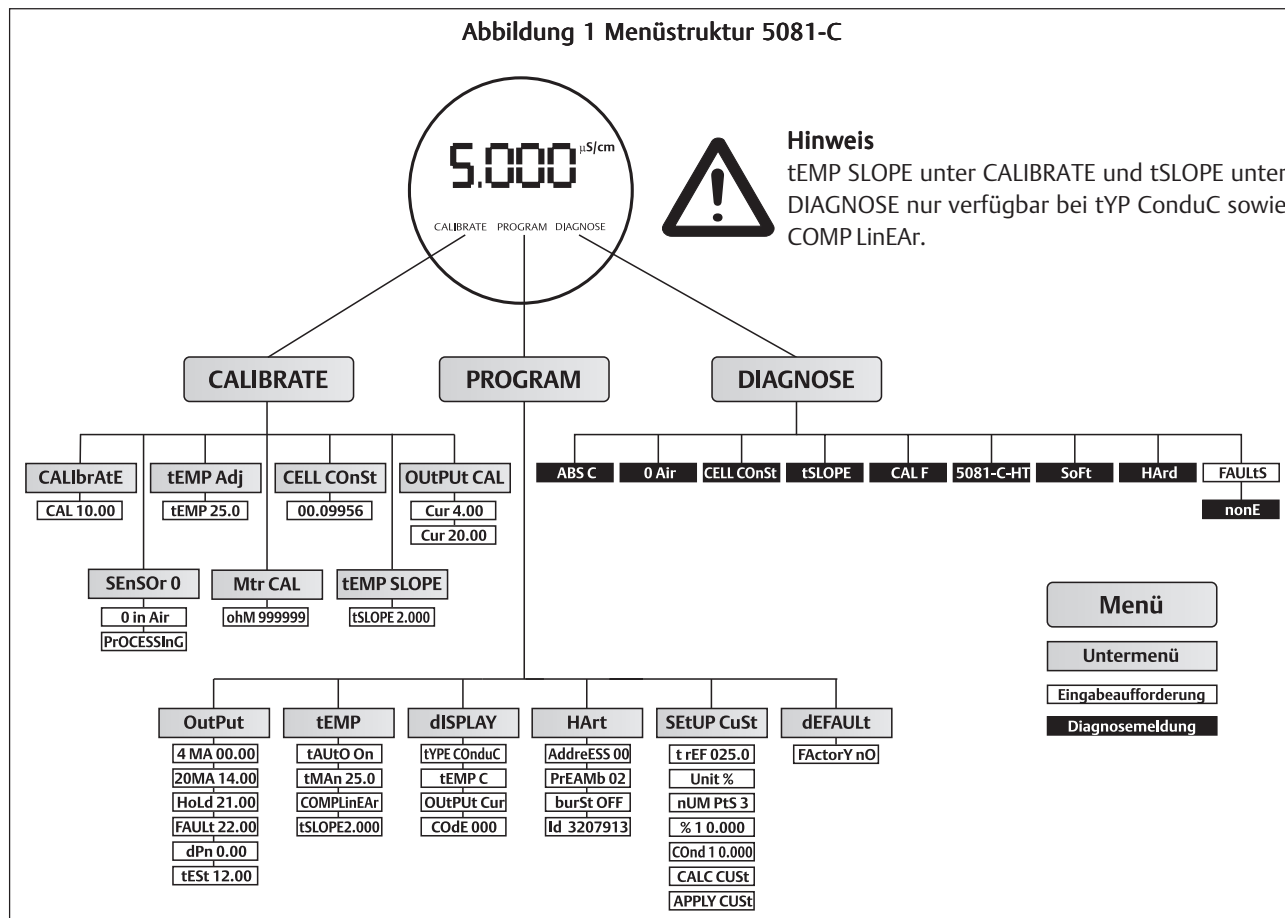 Abbildung 1 Menüstruktur 5081-C
5.000 µS/cm
CALIBRATE PROGRAM DIAGNOSE
Hinweis
tEMP SLOPE unter CALIBRATE und tSLOPE unter
DIAGNOSE nur verfügbar bei tYP ConduC sowie
COMP LinEAr.
CALIBRATE
PROGRAM
DIAGNOSE
CALIbrAtE
CAL 10.00
tEMP Adj
tEMP 25.0
CELL COnSt
00.09956
OUtPUt CAL
Cur 4.00
Cur 20.00
SEnSOr 0
0 in Air
PrOCESSInG
Mtr CAL
ohM 999999
tEMP SLOPE
tSLOPE 2.000
ABS C
0 Air
CELL COnSt
tSLOPE
CAL F
5081-C-HT
SoFt
HArd
FAULtS
nonE
Menü
Untermenü
Eingabeaufforderung
Diagnosemeldung
OutPut
4 MA 00.00
20MA 14.00
HoLd 21.00
FAULt 22.00
dPn 0.00
tESt 12.00
tEMP
tAUtO On
tMAn 25.0
COMPLinEAr
tSLOPE2.000
dISPLAY
tYPE COnduC
tEMP C
OUtPUt Cur
COdE 000
HArt
AddreESS 00
PrEAMb 02
burSt OFF
Id 3207913
SEtUP CuSt
t rEF 025.0
Unit %
nUM PtS 3
% 1 0.000
COnd 1 0.000
CALC CUSt
APPLY CUSt
dEFAULt
FActorY nO